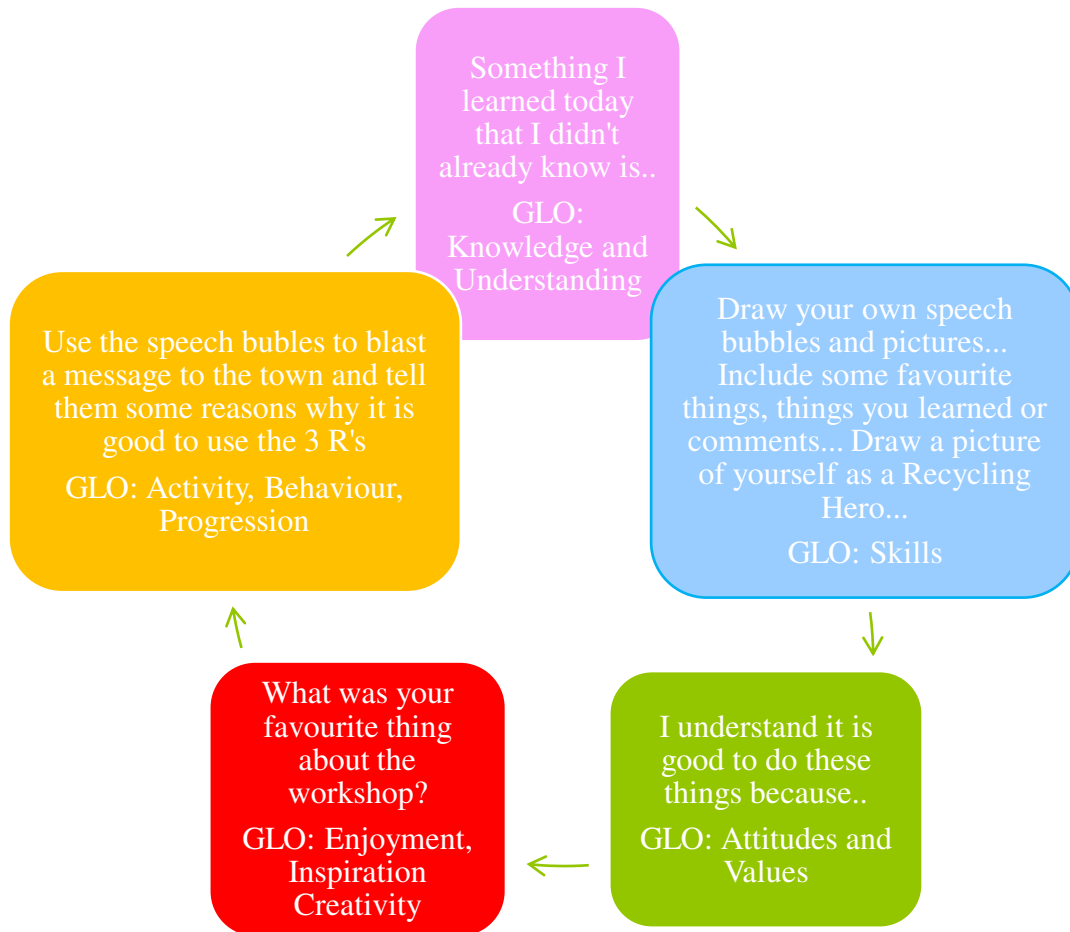 Something I
learned today
that I didn't
already know is..
GLO:
Knowledge and
Understanding
Draw your own speech
bubbles and pictures...
Include some favourite
things, things you learned or
comments... Draw a picture
of yourself as a Recycling
Hero...
GLO: Skills
I understand it is
good to do these
things because..
GLO: Attitudes and
Values
What was your
favourite thing
about the
workshop?
GLO: Enjoyment,
Inspiration
Creativity
Use the speech bubles to blast
a message to the town and tell
them some reasons why it is
good to use the 3 R's
GLO: Activity, Behaviour,
Progression